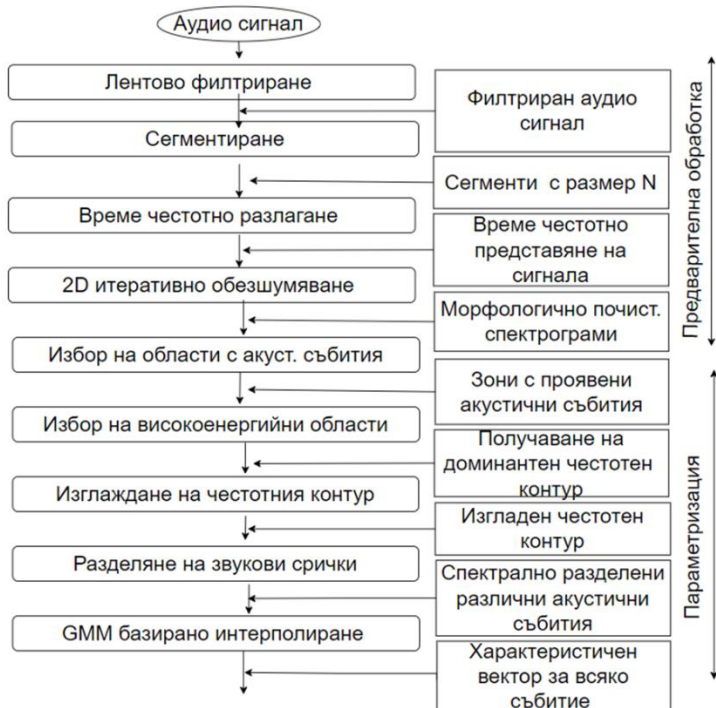 Аудио сигнал
Лентово филтриране
Филтриран аудио
сигнал
Сегментиране
Сегменти с размер N
Време честотно разлагане
Време честотно
представяне на
сигнала
2D итеративно обезшумяване
Морфологично почист.
спектрограми
Избор на области с акуст. събития
Зони с проявени
акустични събития
Избор на високоенергийни области
Получаване на
доминантен честотен
контур
Изглаждане на честотния контур
Изгладен честотен
контур
Разделяне на звукови срички
Спектрално разделени
различни акустични
събития
GMM базирано интерполиране
Характеристичен
вектор за всяко
събитие
Предварителна обработка
Параметризация